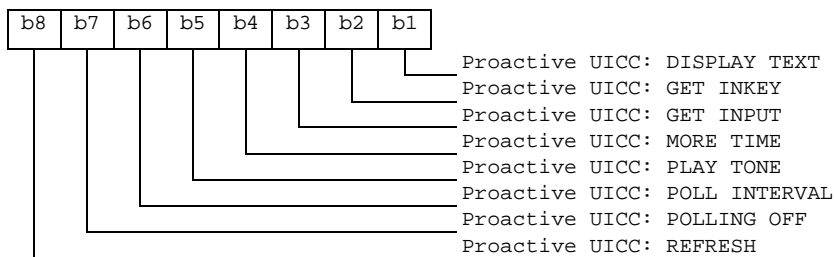 b8 b7 b6 b5 b4 b3 b2 b1
Proactive UICC: DISPLAY TEXT
Proactive UICC: GET INKEY
Proactive UICC: GET INPUT
Proactive UICC: MORE TIME
Proactive UICC: PLAY TONE
Proactive UICC: POLL INTERVAL
Proactive UICC: POLLING OFF
Proactive UICC: REFRESH